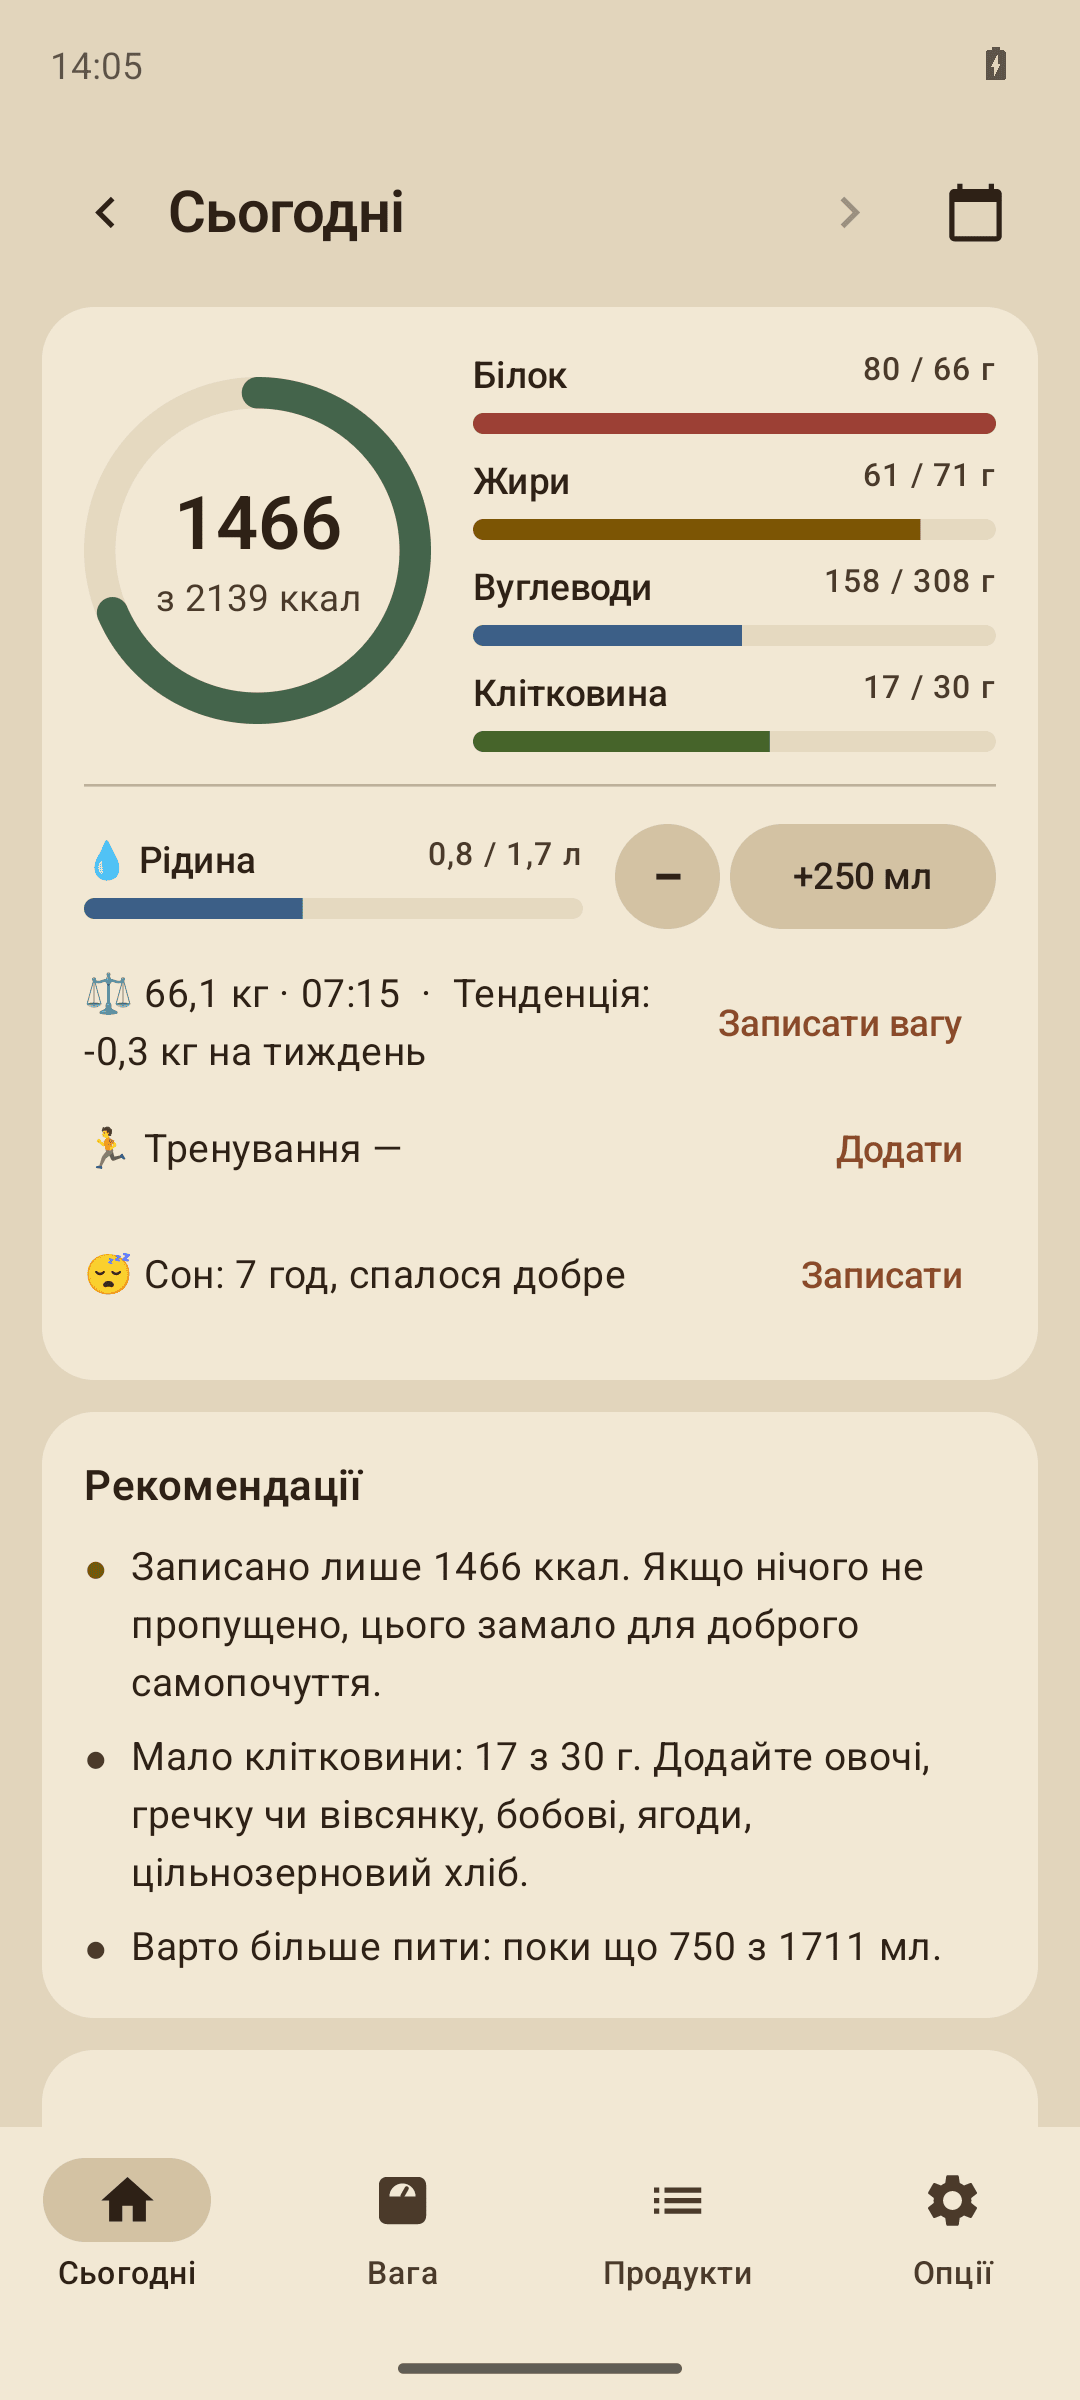 14:05
Сьогодні
1466
з 2139 ккал
Білок 80 / 66 г
Жири 61 / 71 г
Вуглеводи 158 / 308 г
Клітковина 17 / 30 г
Рідина 0,8 / 1,7 л
− +250 мл
66,1 кг · 07:15 · Тенденція:
-0,3 кг на тиждень
Записати вагу
Тренування — Додати
Сон: 7 год, спалося добре Записати
Рекомендації
Записано лише 1466 ккал. Якщо нічого не
пропущено, цього замало для доброго
самопочуття.
Мало клітковини: 17 з 30 г. Додайте овочі,
гречку чи вівсянку, бобові, ягоди,
цільнозерновий хліб.
Варто більше пити: поки що 750 з 1711 мл.
Сьогодні Вага Продукти Опції